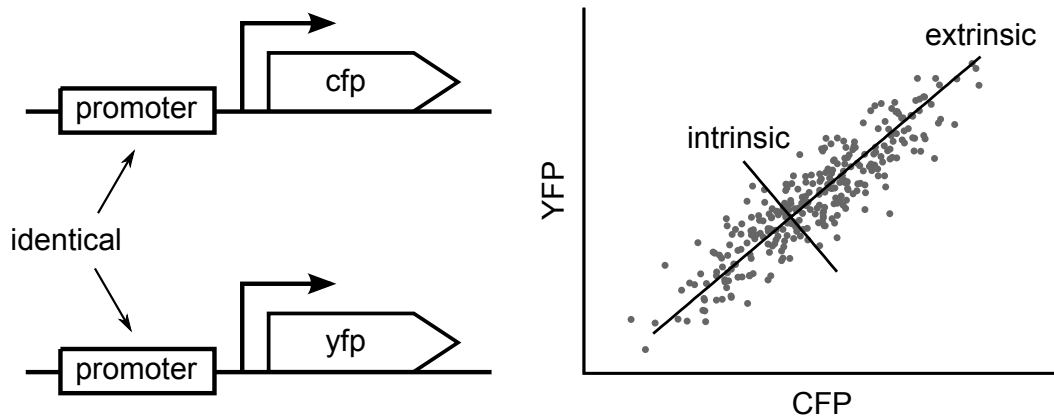 promoter
cfp
identical
promoter
yfp
extrinsic
intrinsic
YFP
CFP